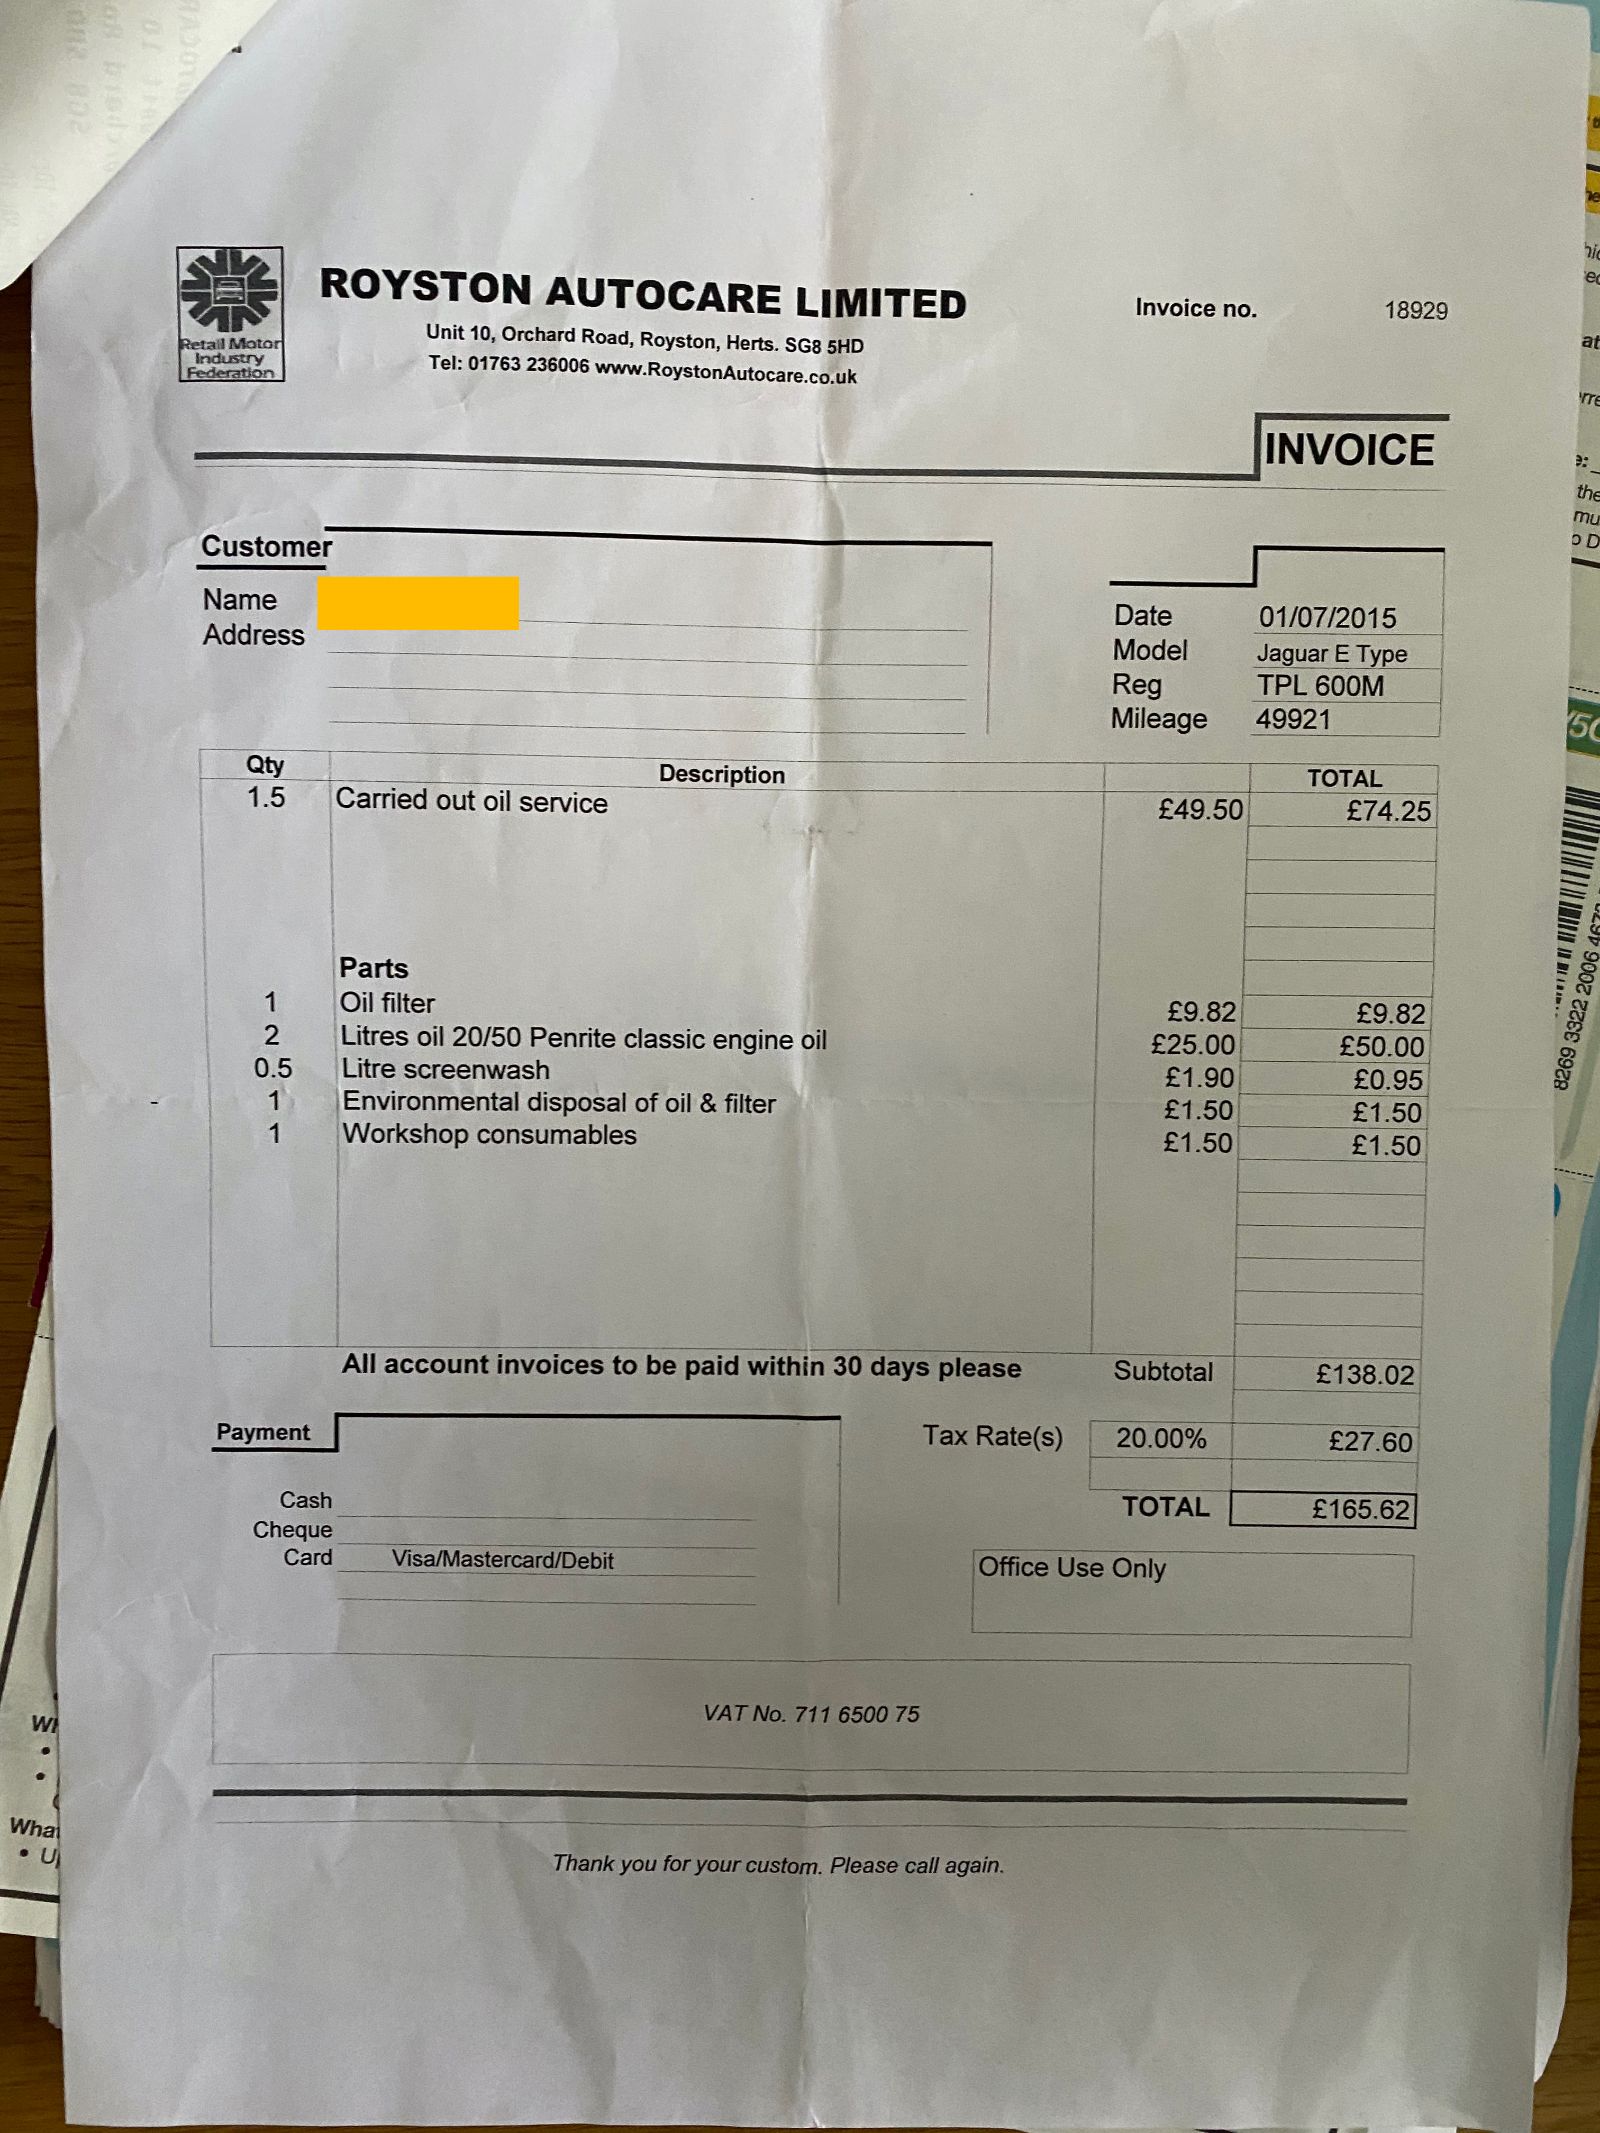 Retail Motor
Industry
Federation
ROYSTON AUTOCARE LIMITED
Unit 10, Orchard Road, Royston, Herts. SG8 5HD
Tel: 01763 236006 www.RoystonAutocare.co.uk
Invoice no. 18929
INVOICE
Customer
Name
Address
Date 01/07/2015
Model Jaguar E Type
Reg TPL 600M
Mileage 49921
Qty Description TOTAL
1.5 Carried out oil service £49.50 £74.25
Parts
1 Oil filter £9.82 £9.82
2 Litres oil 20/50 Penrite classic engine oil £25.00 £50.00
0.5 Litre screenwash £1.90 £0.95
1 Environmental disposal of oil & filter £1.50 £1.50
1 Workshop consumables £1.50 £1.50
All account invoices to be paid within 30 days please Subtotal £138.02
Payment
Tax Rate(s) 20.00% £27.60
TOTAL £165.62
Cash
Cheque
Card Visa/Mastercard/Debit
Office Use Only
VAT No. 711 6500 75
Thank you for your custom. Please call again.